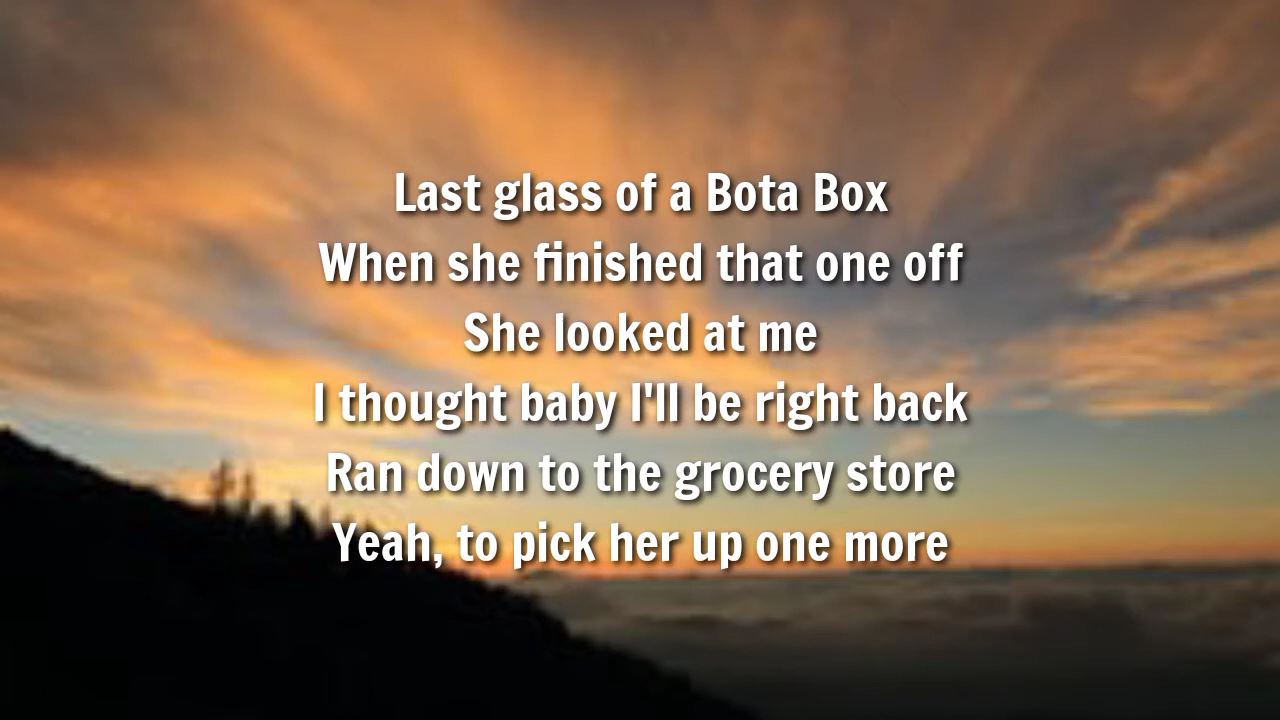 Last glass of a Bota Box
When she finished that one off
She looked at me
I thought baby I'll be right back
Ran down to the grocery store
Yeah, to pick her up one more